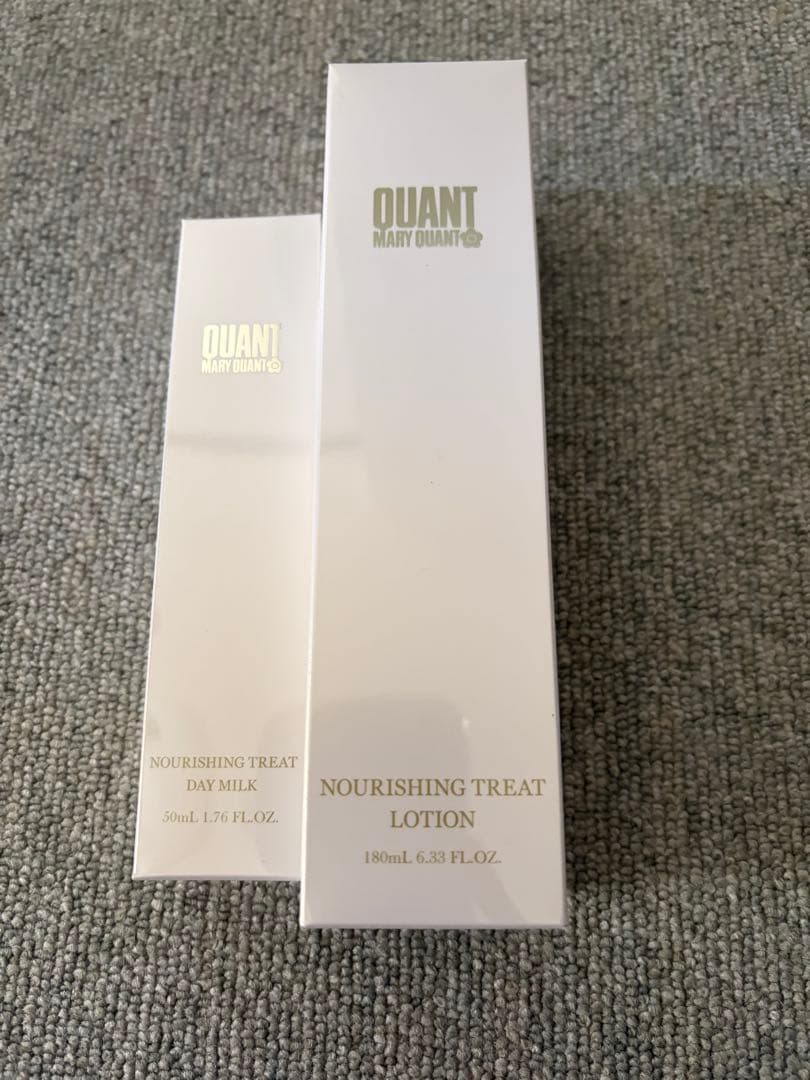 QUANT
MARY QUANT
NOURISHING TREAT
DAY MILK
50mL 1.76 FL.OZ.
QUANT
MARY QUANT
NOURISHING TREAT
LOTION
180mL 6.33 FL.OZ.